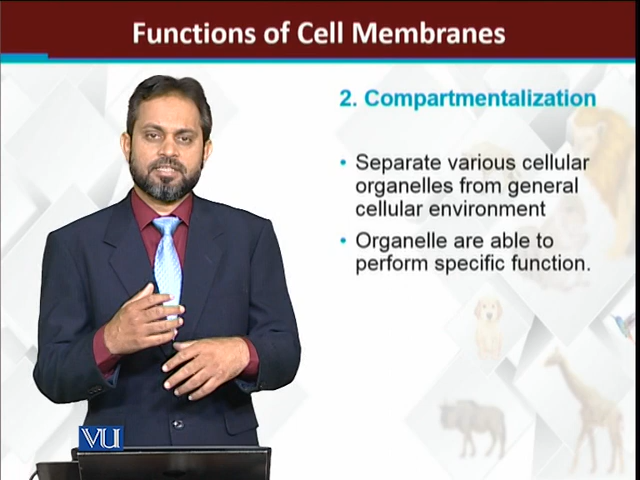 Functions of Cell Membranes
2. Compartmentalization
• Separate various cellular
organelles from general
cellular environment
• Organelle are able to
perform specific function.
VU